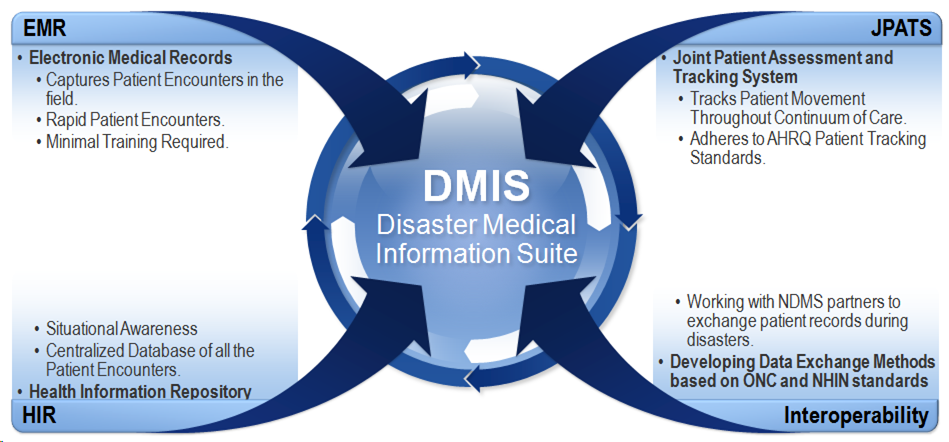 EMR
• Electronic Medical Records
• Captures Patient Encounters in the
field.
• Rapid Patient Encounters.
• Minimal Training Required.
JPATS
• Joint Patient Assessment and
Tracking System
• Tracks Patient Movement
Throughout Continuum of Care.
• Adheres to AHRQ Patient Tracking
Standards.
DMIS
Disaster Medical
Information Suite
• Situational Awareness
• Centralized Database of all the
Patient Encounters.
• Health Information Repository
HIR
• Working with NDMS partners to
exchange patient records during
disasters.
• Developing Data Exchange Methods
based on ONC and NHIN standards
Interoperability